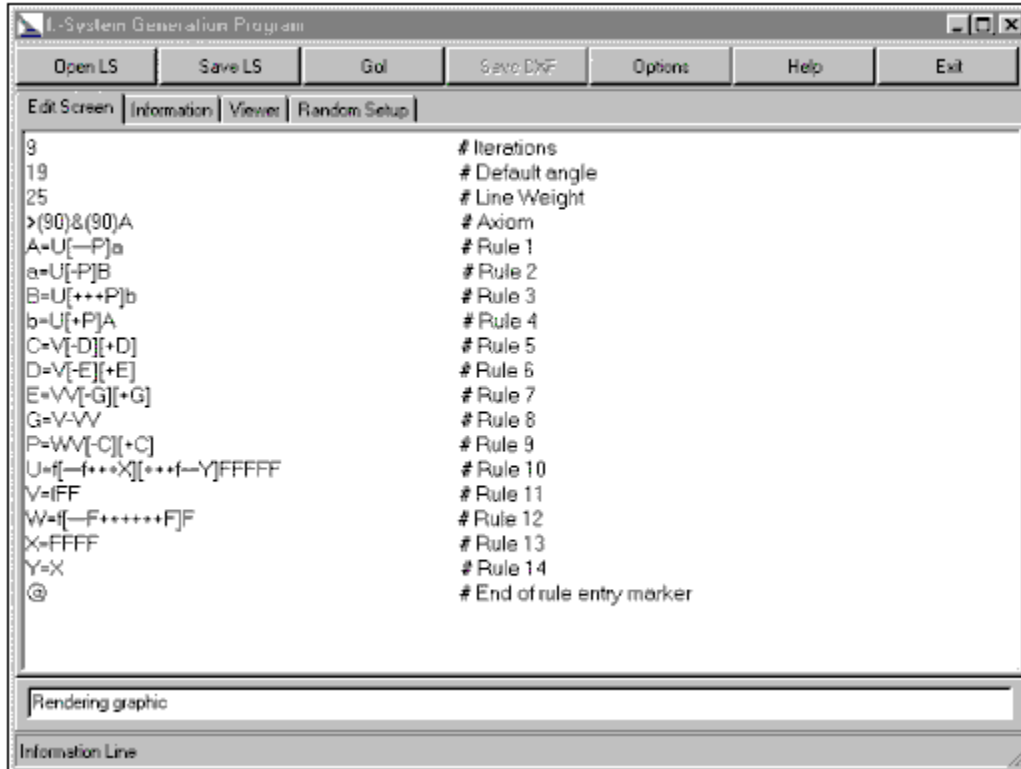 L-System Generation Program
Open LS Save LS Go! Save DXF Options Help Exit
Edit Screen Information Viewer Random Setup
9 # Iterations
19 # Default angle
25 # Line Weight
>(90)&(90)A # Axiom
A=U[—P]a # Rule 1
a=U[-P]B # Rule 2
B=U[+++P]b # Rule 3
b=U[+P]A # Rule 4
C=V[-D][+D] # Rule 5
D=V[-E][+E] # Rule 6
E=VV[-G][+G] # Rule 7
G=V-VV # Rule 8
P=WV[-C][+C] # Rule 9
U=f[—f+++X][+++f—Y]FFFFF # Rule 10
V=fFF # Rule 11
W=f[—F++++++F]F # Rule 12
X=FFFF # Rule 13
Y=X # Rule 14
@ # End of rule entry marker
Rendering graphic
Information Line